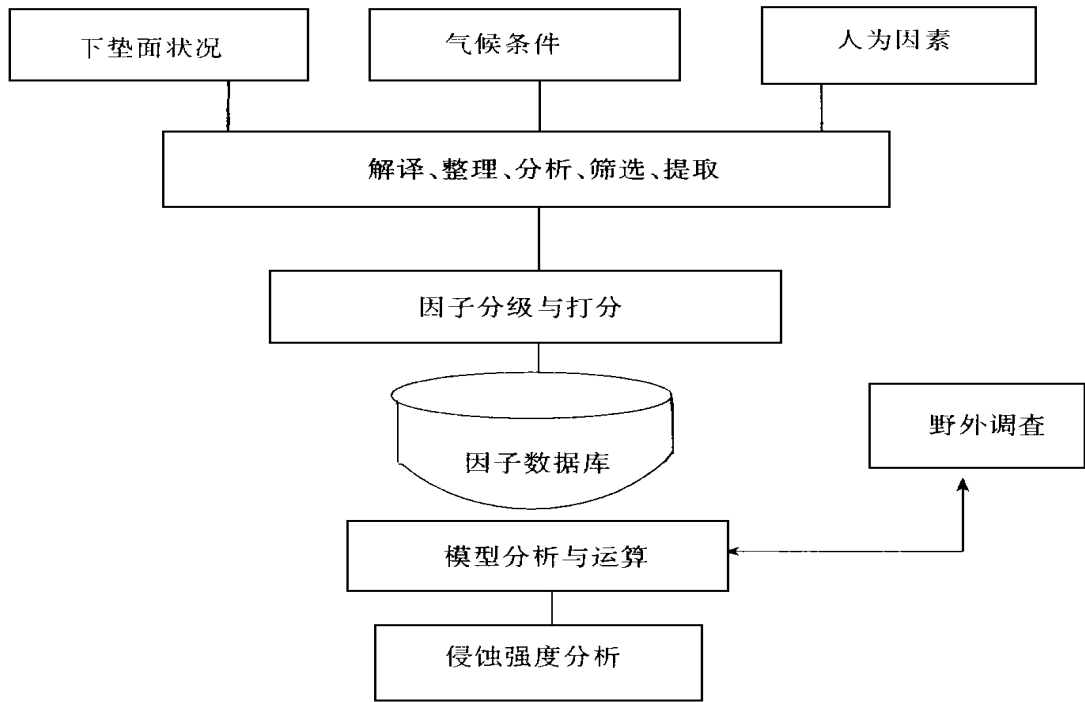 下垫面状况
气候条件
人为因素
解译、整理、分析、筛选、提取
因子分级与打分
因子数据库
野外调查
模型分析与运算
侵蚀强度分析